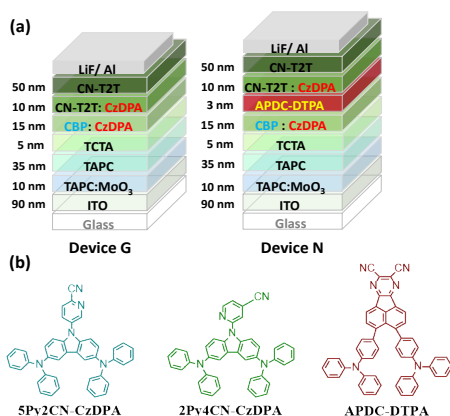 (a)
LiF/ Al
50 nm CN-T2T
10 nm CN-T2T: CzDPA
15 nm CBP: CzDPA
5 nm TCTA
35 nm TAPC
10 nm TAPC:MoO₃
90 nm ITO
Glass
Device G
LiF/ Al
50 nm CN-T2T
10 nm CN-T2T : CzDPA
3 nm APDC-DTPA
15 nm CBP : CzDPA
5 nm TCTA
35 nm TAPC
10 nm TAPC:MoO₃
90 nm ITO
Glass
Device N
(b)
CN
N
N
N
N
5Py2CN-CzDPA
CN
N
N
N
N
2Py4CN-CzDPA
NC CN
N N
N N
APDC-DTPA